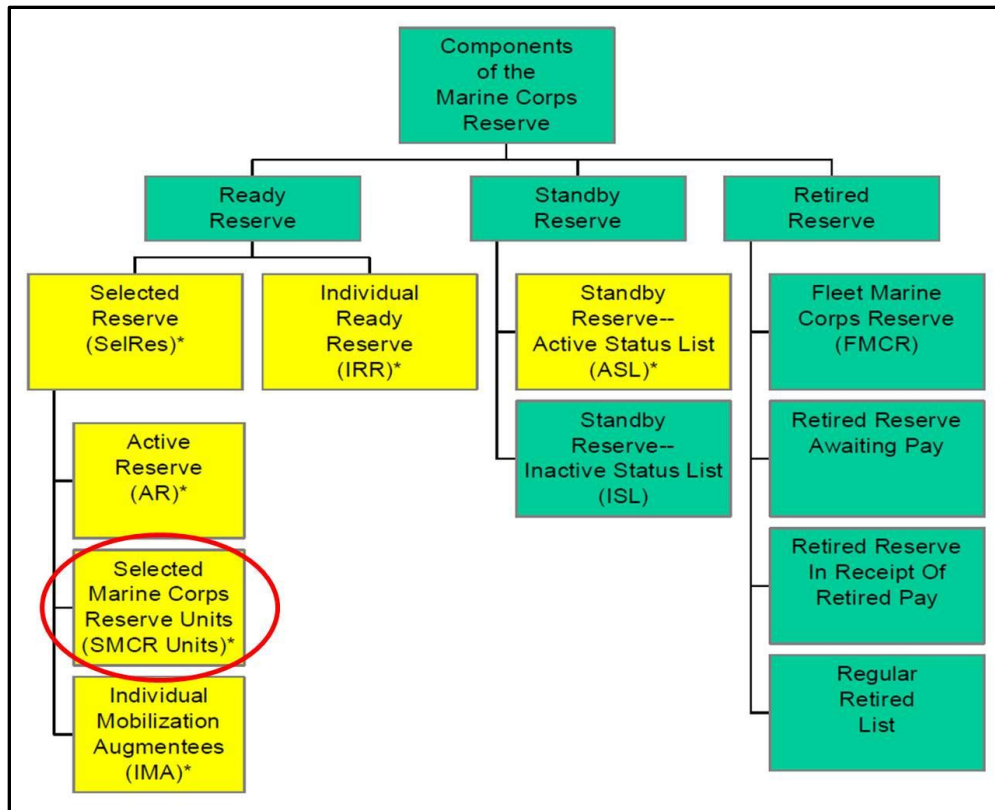 Components
of the
Marine Corps
Reserve
Ready
Reserve
Standby
Reserve
Retired
Reserve
Selected
Reserve
(SelRes)*
Individual
Ready
Reserve
(IRR)*
Standby
Reserve--
Active Status List
(ASL)*
Fleet Marine
Corps Reserve
(FMCR)
Active
Reserve
(AR)*
Standby
Reserve--
Inactive Status List
(ISL)
Retired Reserve
Awaiting Pay
Selected
Marine Corps
Reserve Units
(SMCR Units)*
Retired Reserve
In Receipt Of
Retired Pay
Individual
Mobilization
Augmentees
(IMA)*
Regular
Retired
List